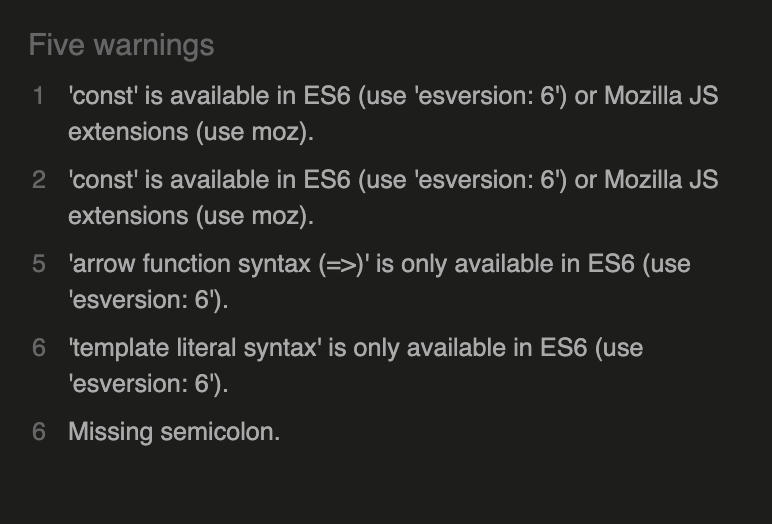 Five warnings
1 'const' is available in ES6 (use 'esversion: 6') or Mozilla JS
extensions (use moz).
2 'const' is available in ES6 (use 'esversion: 6') or Mozilla JS
extensions (use moz).
5 'arrow function syntax (=>)' is only available in ES6 (use
'esversion: 6').
6 'template literal syntax' is only available in ES6 (use
'esversion: 6').
6 Missing semicolon.